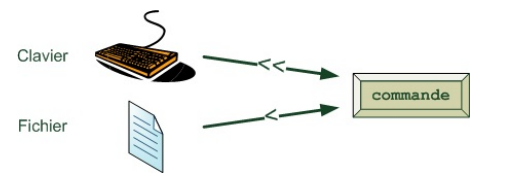 Clavier
<<
commande
<
Fichier